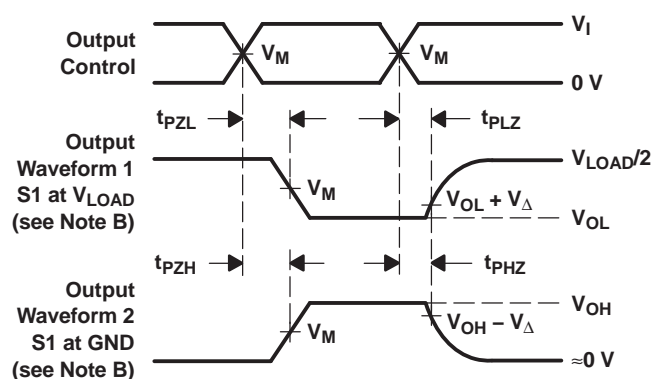 V_I
Output
Control
V_M
V_M
0 V
t_PZL
t_PLZ
Output
Waveform 1
S1 at V_LOAD
(see Note B)
V_LOAD/2
V_M
V_OL + V_Δ
V_OL
t_PZH
t_PHZ
Output
Waveform 2
S1 at GND
(see Note B)
V_OH
V_M
V_OH − V_Δ
≈0 V